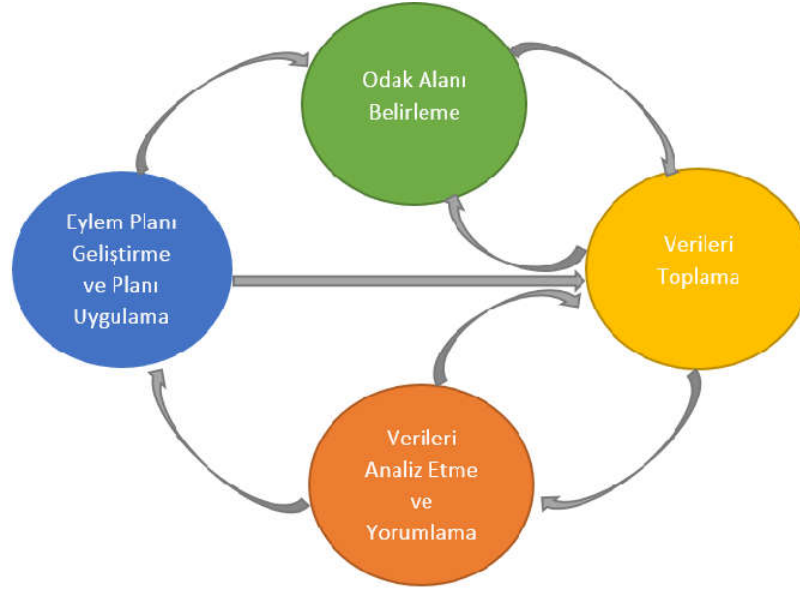 Odak Alanı
Belirleme
Eylem Planı
Geliştirme
ve Planı
Uygulama
Verileri
Toplama
Verileri
Analiz Etme
ve
Yorumlama